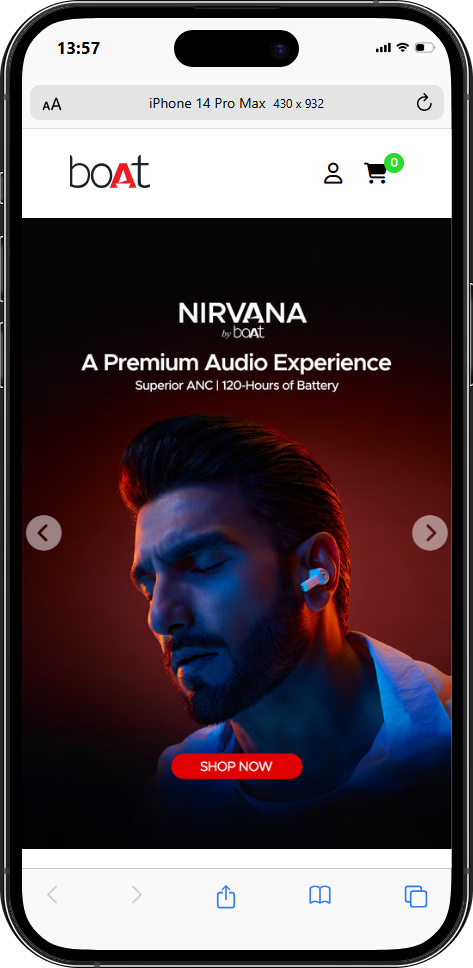 13:57
AA
iPhone 14 Pro Max 430 x 932
boAt
0
NIRVANA
by boAt
A Premium Audio Experience
Superior ANC | 120-Hours of Battery
SHOP NOW